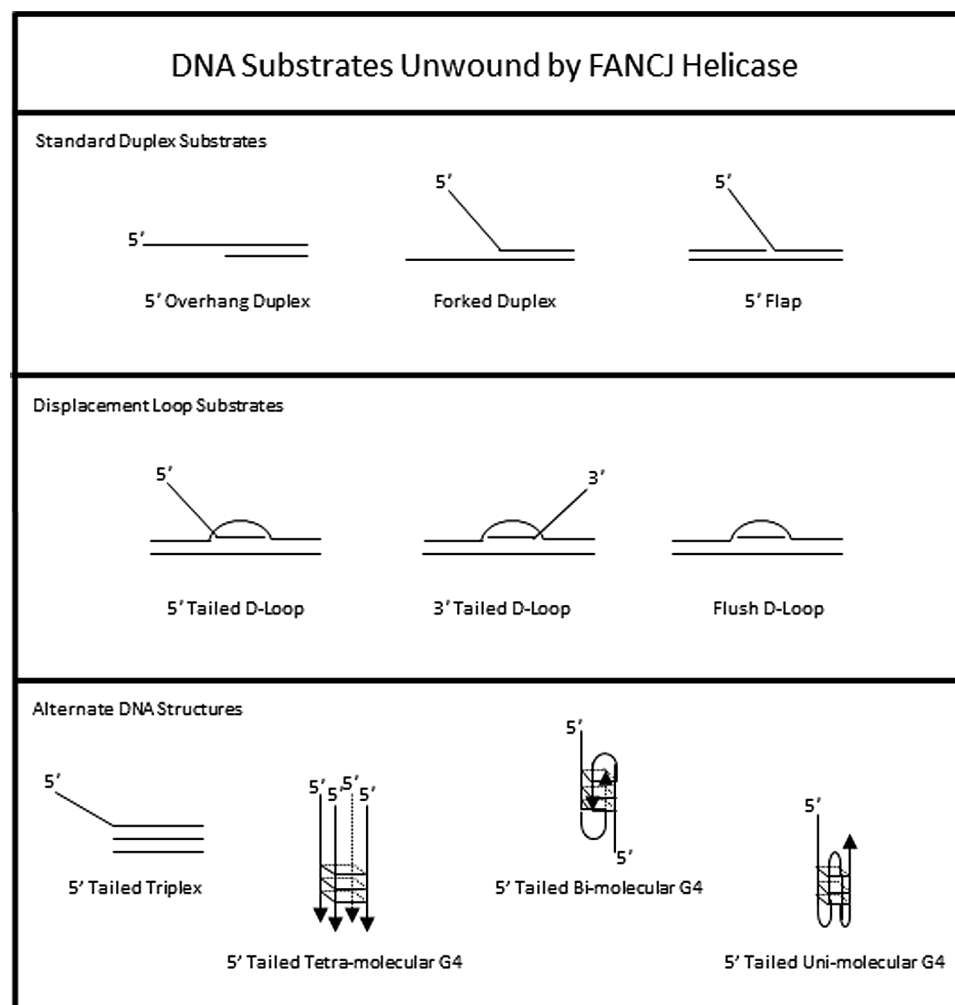 DNA Substrates Unwound by FANCJ Helicase
Standard Duplex Substrates
5′
5′
5′
5′ Overhang Duplex
Forked Duplex
5′ Flap
Displacement Loop Substrates
5′
3′
5′ Tailed D-Loop
3′ Tailed D-Loop
Flush D-Loop
Alternate DNA Structures
5′
5′ 5′ 5′ 5′
5′
5′
5′
5′ Tailed Triplex
5′ Tailed Bi-molecular G4
5′ Tailed Tetra-molecular G4
5′ Tailed Uni-molecular G4